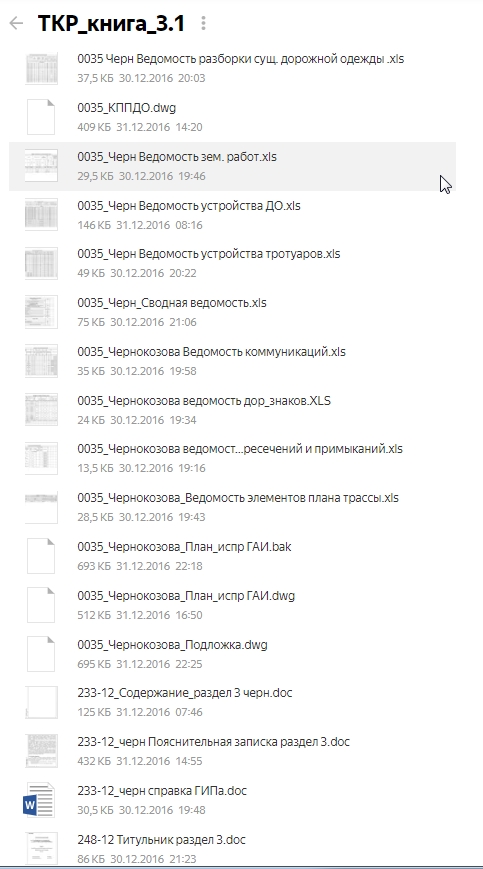 ТКР_книга_3.1
0035 Черн Ведомость разборки сущ. дорожной одежды .xls
37,5 КБ 30.12.2016 20:03
0035_КППДО.dwg
409 КБ 31.12.2016 14:20
0035_Черн Ведомость зем. работ.xls
29,5 КБ 30.12.2016 19:46
0035_Черн Ведомость устройства ДО.xls
146 КБ 31.12.2016 08:16
0035_Черн Ведомость устройства тротуаров.xls
49 КБ 30.12.2016 20:22
0035_Черн_Сводная ведомость.xls
75 КБ 30.12.2016 21:06
0035_Чернокозова Ведомость коммуникаций.xls
35 КБ 30.12.2016 19:58
0035_Чернокозова ведомость дор_знаков.XLS
24 КБ 30.12.2016 19:34
0035_Чернокозова ведомост...ресечений и примыканий.xls
13,5 КБ 30.12.2016 19:16
0035_Чернокозова_Ведомость элементов плана трассы.xls
28,5 КБ 30.12.2016 19:43
0035_Чернокозова_План_испр ГАИ.bak
693 КБ 31.12.2016 22:18
0035_Чернокозова_План_испр ГАИ.dwg
512 КБ 31.12.2016 16:50
0035_Чернокозова_Подложка.dwg
695 КБ 31.12.2016 22:25
233-12_Содержание_раздел 3 черн.doc
125 КБ 31.12.2016 07:46
233-12_черн Пояснительная записка раздел 3.doc
432 КБ 31.12.2016 14:55
233-12_черн справка ГИПа.doc
30,5 КБ 30.12.2016 19:48
248-12 Титульник раздел 3.doc
86 КБ 30.12.2016 21:23